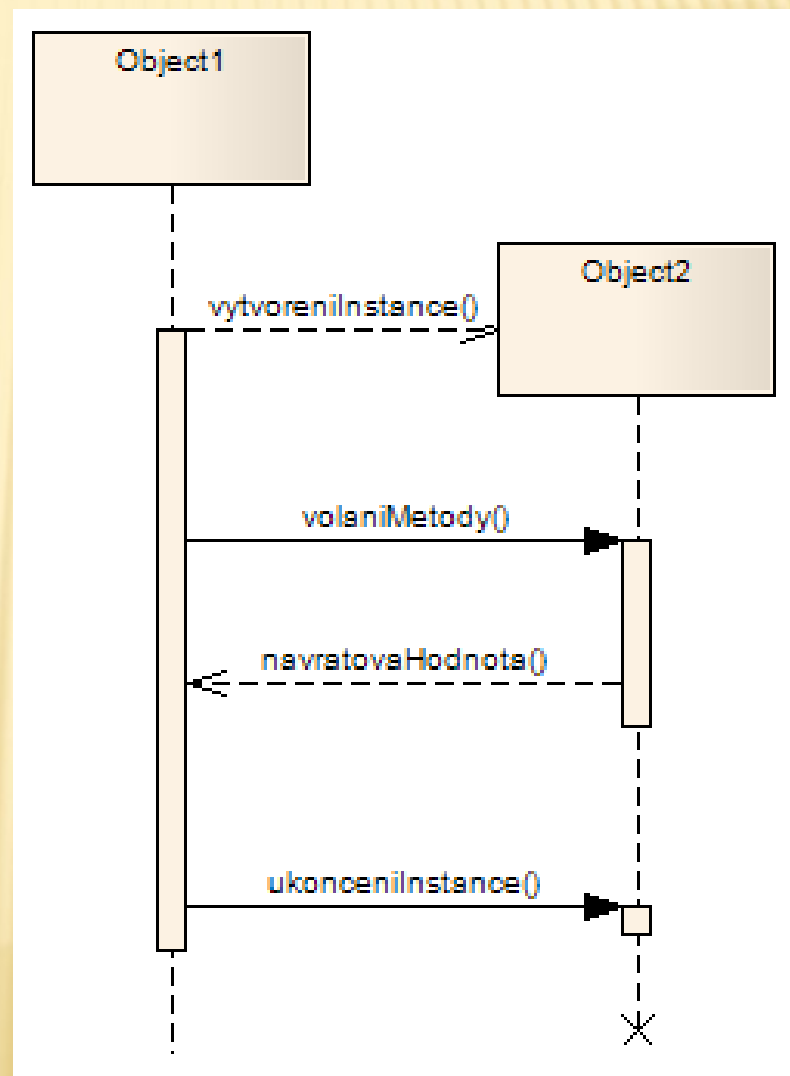 Object1
Object2
vytvoreniInstance()
volaniMetody()
navratovaHodnota()
ukonceniInstance()